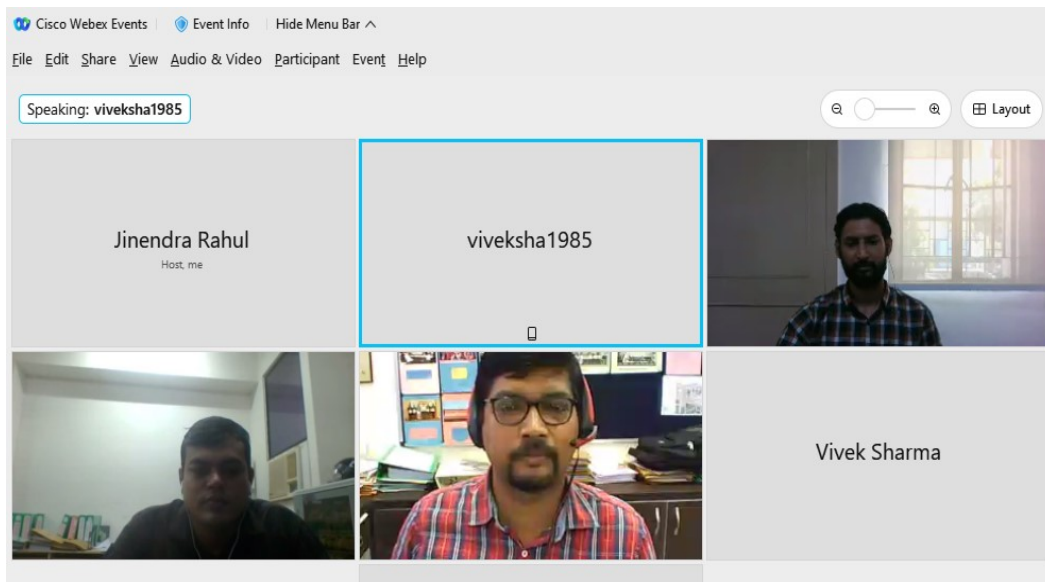 Cisco Webex Events Event Info Hide Menu Bar
File Edit Share View Audio & Video Participant Event Help
Speaking: viveksha1985
Layout
Jinendra Rahul
Host, me
viveksha1985
Vivek Sharma